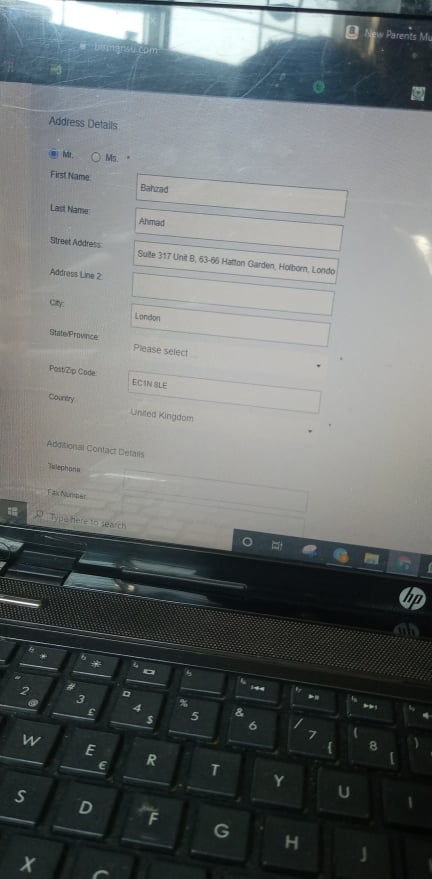 New Parents Mu
Address Details
Mr. Ms. *
First Name: Bahzad
Last Name: Ahmad
Street Address: Suite 317 Unit B, 63-66 Hatton Garden, Holborn, Londo
Address Line 2:
City: London
State/Province: Please select *
Post/Zip Code: EC1N 8LE
Country: United Kingdom *
Additional Contact Details
Telephone:
Fax Number:
Type here to search
hp
" 2 @ # 3 £ 4 $ % 5 & 6 / 7 { ( 8 [ )
W E € R T Y U I
S D F G H J
X C